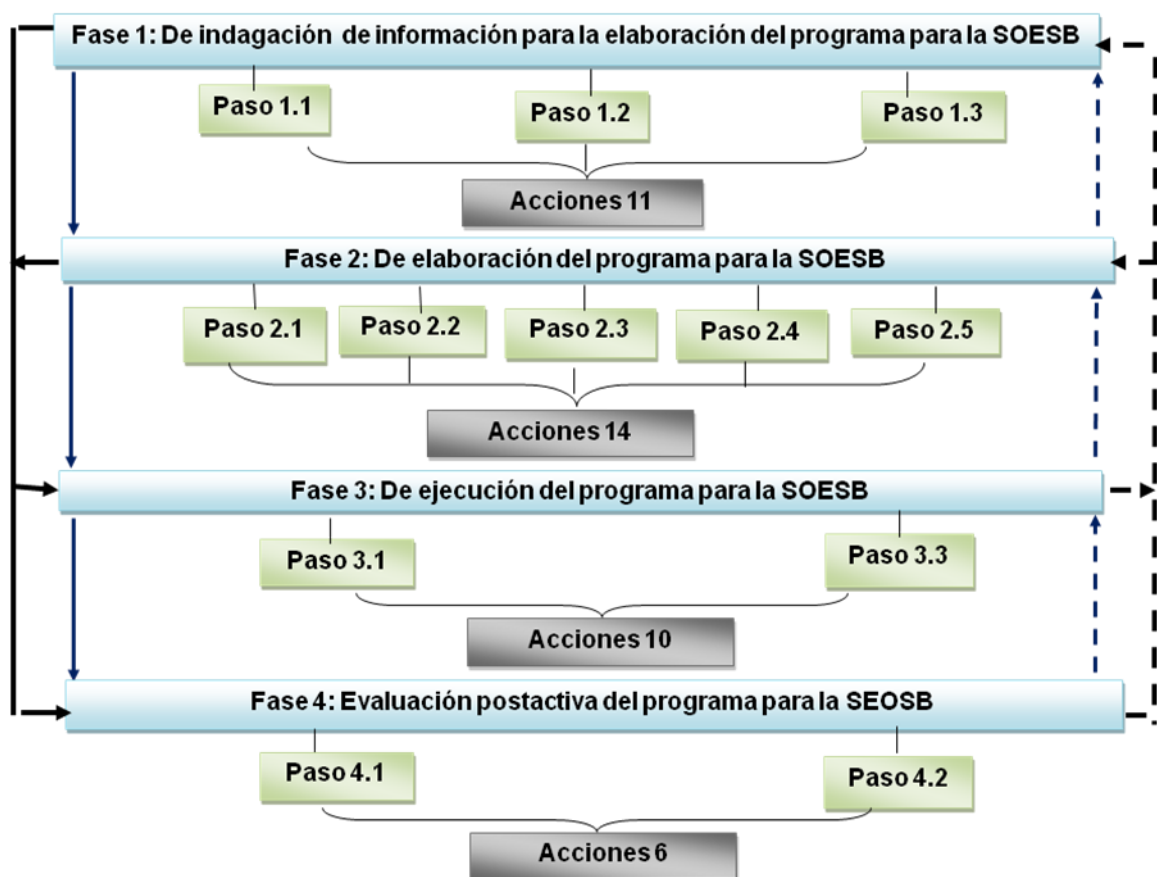 Fase 1: De indagación de información para la elaboración del programa para la SOESB
Paso 1.1
Paso 1.2
Paso 1.3
Acciones 11
Fase 2: De elaboración del programa para la SOESB
Paso 2.1
Paso 2.2
Paso 2.3
Paso 2.4
Paso 2.5
Acciones 14
Fase 3: De ejecución del programa para la SOESB
Paso 3.1
Paso 3.3
Acciones 10
Fase 4: Evaluación postactiva del programa para la SEOSB
Paso 4.1
Paso 4.2
Acciones 6